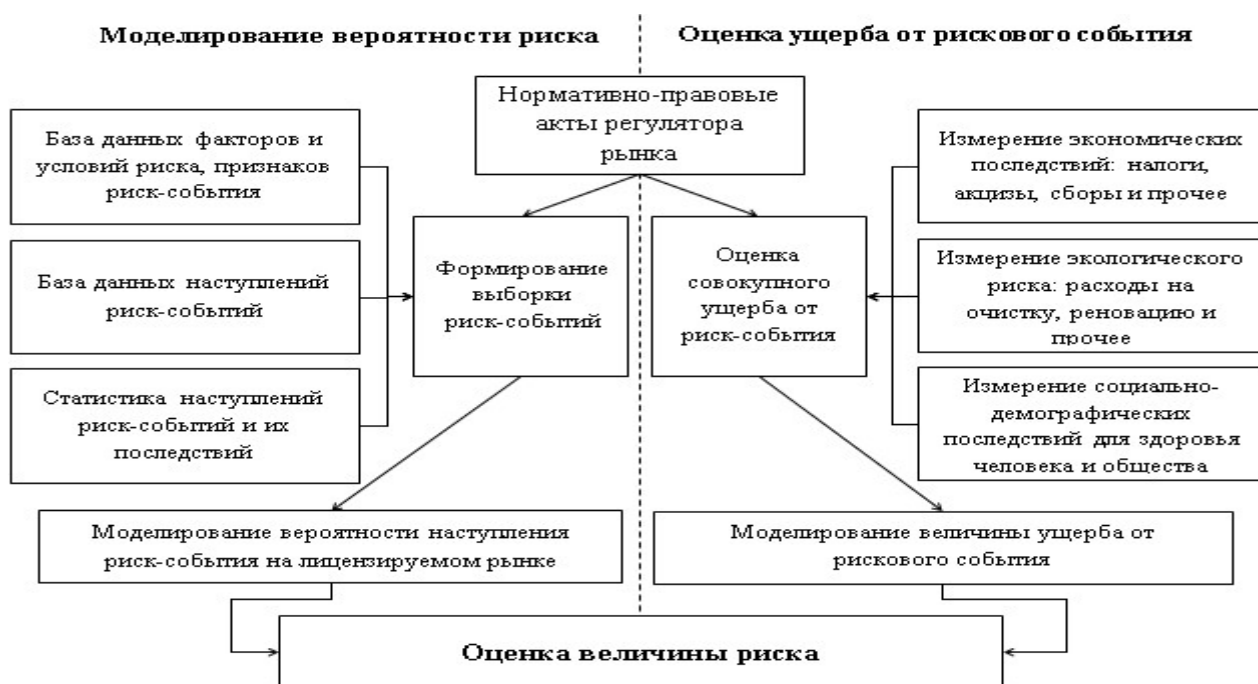 Моделирование вероятности риска
Оценка ущерба от рискового события
Нормативно-правовые
акты регулятора
рынка
База данных факторов и
условий риска, признаков
риск-события
База данных наступлений
риск-событий
Статистика наступлений
риск-событий и их
последствий
Формирование
выборки
риск-событий
Оценка
совокупного
ущерба от
риск-события
Измерение экономических
последствий: налоги,
акцизы, сборы и прочее
Измерение экологического
риска: расходы на
очистку, реновацию и
прочее
Измерение социально-
демографических
последствий для здоровья
человека и общества
Моделирование вероятности наступления
риск-события на лицензируемом рынке
Моделирование величины ущерба от
рискового события
Оценка величины риска